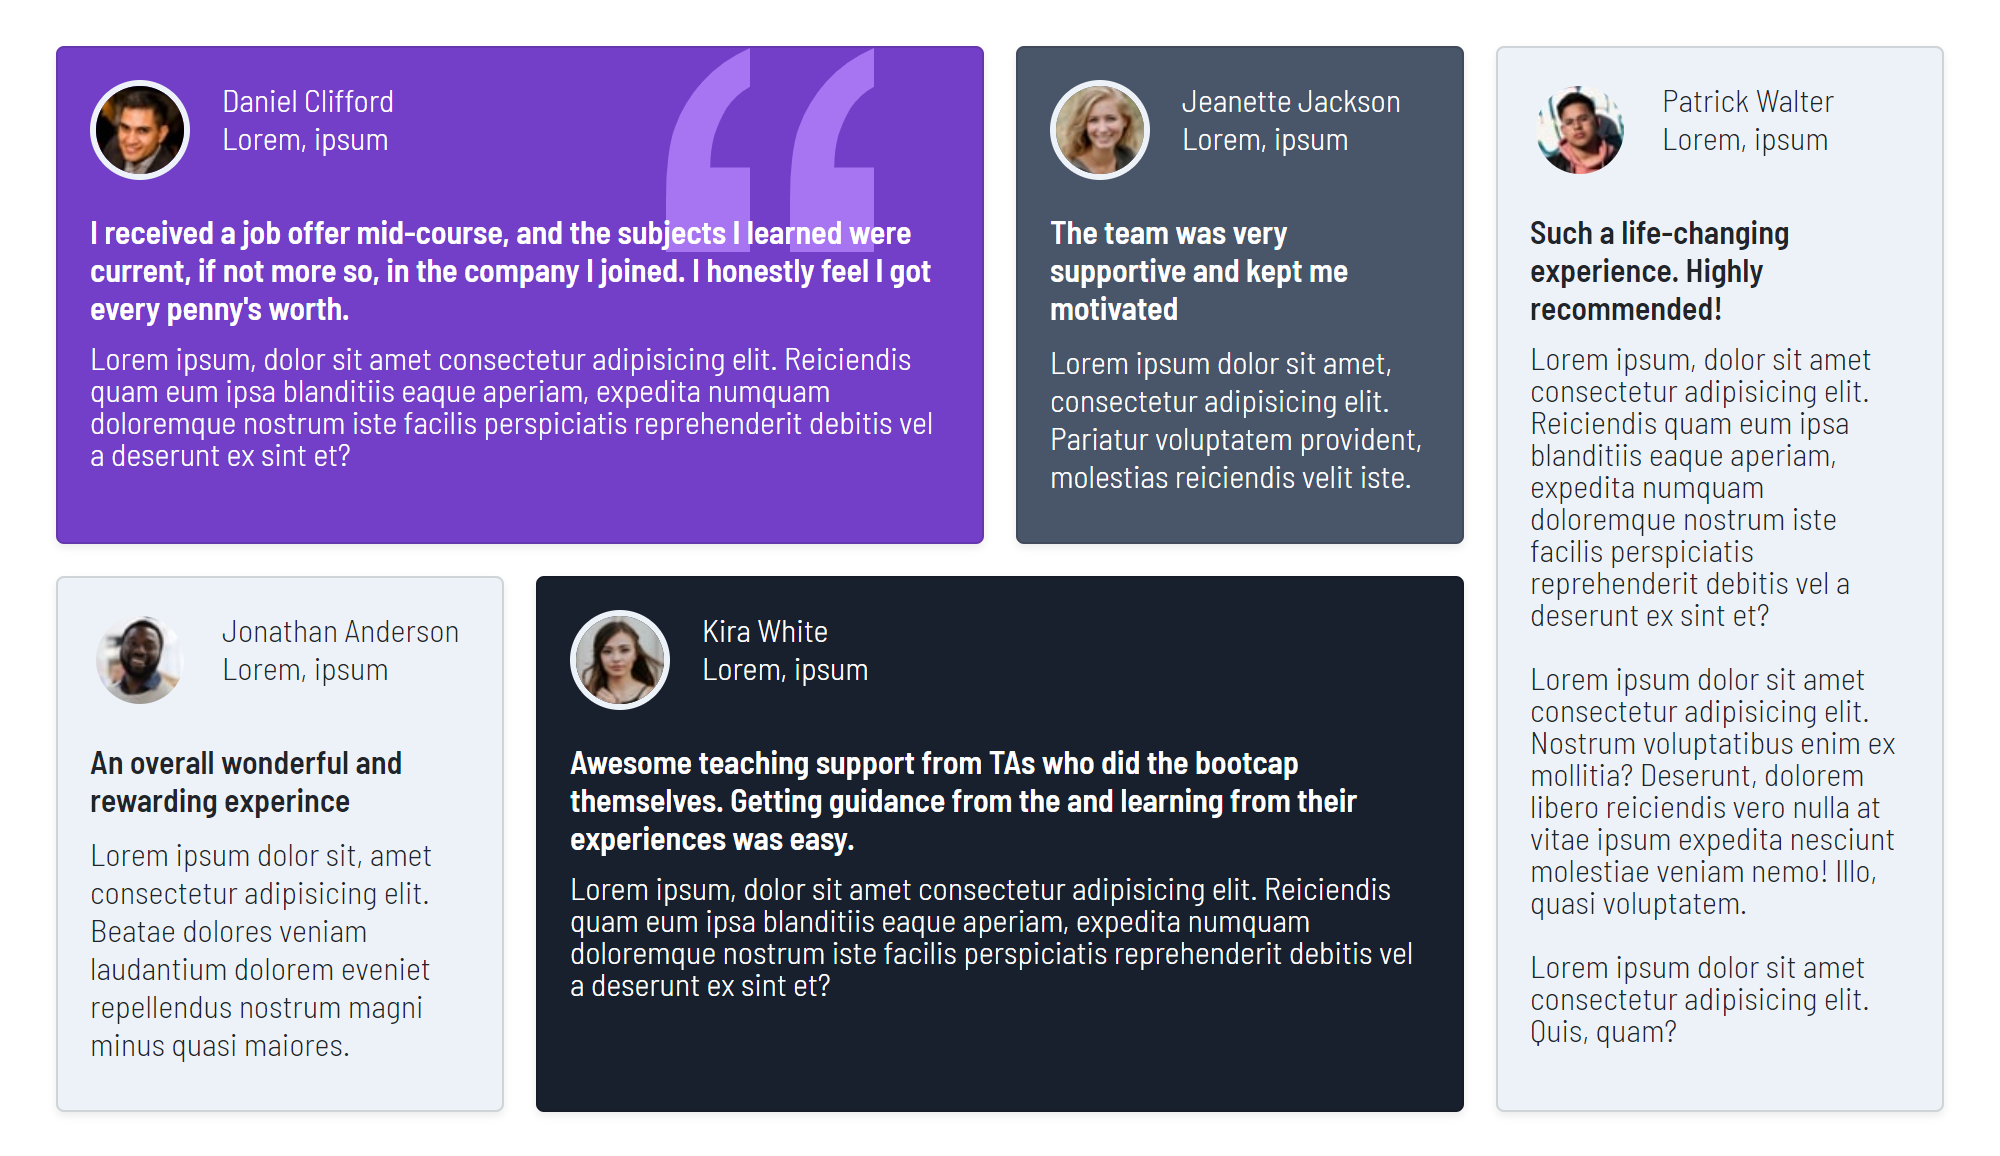 Daniel Clifford
Lorem, ipsum
I received a job offer mid-course, and the subjects I learned were
current, if not more so, in the company I joined. I honestly feel I got
every penny's worth.
Lorem ipsum, dolor sit amet consectetur adipisicing elit. Reiciendis
quam eum ipsa blanditiis eaque aperiam, expedita numquam
doloremque nostrum iste facilis perspiciatis reprehenderit debitis vel
a deserunt ex sint et?
Jeanette Jackson
Lorem, ipsum
The team was very
supportive and kept me
motivated
Lorem ipsum dolor sit amet,
consectetur adipisicing elit.
Pariatur voluptatem provident,
molestias reiciendis velit iste.
Patrick Walter
Lorem, ipsum
Such a life-changing
experience. Highly
recommended!
Lorem ipsum, dolor sit amet
consectetur adipisicing elit.
Reiciendis quam eum ipsa
blanditiis eaque aperiam,
expedita numquam
doloremque nostrum iste
facilis perspiciatis
reprehenderit debitis vel a
deserunt ex sint et?
Lorem ipsum dolor sit amet
consectetur adipisicing elit.
Nostrum voluptatibus enim ex
mollitia? Deserunt, dolorem
libero reiciendis vero nulla at
vitae ipsum expedita nesciunt
molestiae veniam nemo! Illo,
quasi voluptatem.
Lorem ipsum dolor sit amet
consectetur adipisicing elit.
Quis, quam?
Jonathan Anderson
Lorem, ipsum
An overall wonderful and
rewarding experince
Lorem ipsum dolor sit, amet
consectetur adipisicing elit.
Beatae dolores veniam
laudantium dolorem eveniet
repellendus nostrum magni
minus quasi maiores.
Kira White
Lorem, ipsum
Awesome teaching support from TAs who did the bootcap
themselves. Getting guidance from the and learning from their
experiences was easy.
Lorem ipsum, dolor sit amet consectetur adipisicing elit. Reiciendis
quam eum ipsa blanditiis eaque aperiam, expedita numquam
doloremque nostrum iste facilis perspiciatis reprehenderit debitis vel
a deserunt ex sint et?